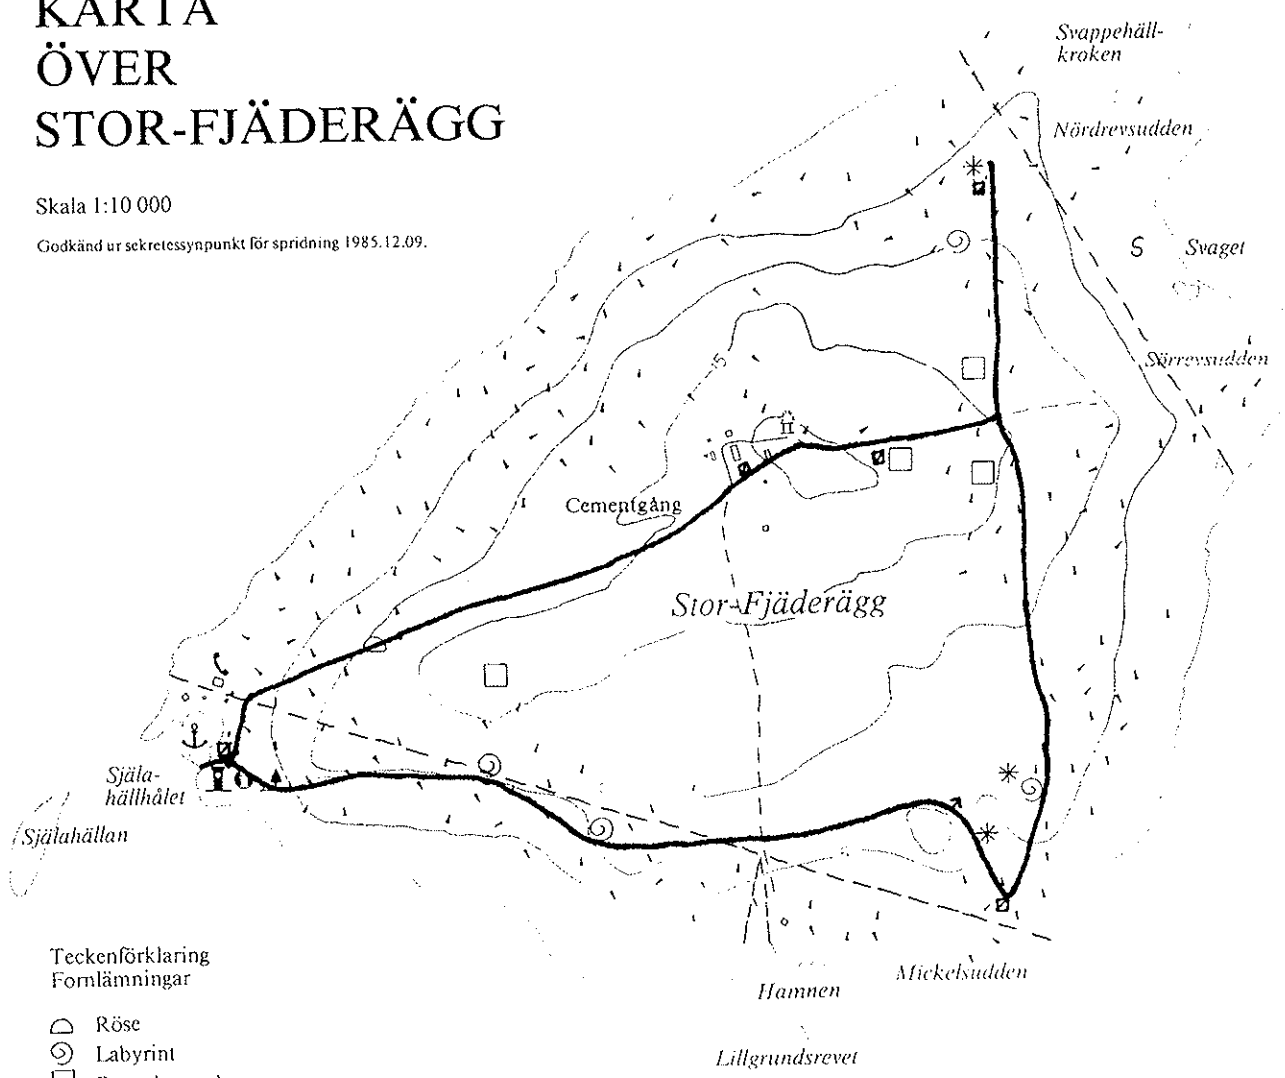 KARTA
ÖVER
STOR-FJÄDERÄGG
Skala 1:10 000
Godkänd ur sekretessynpunkt för spridning 1985.12.09.
Svappehäll-
kroken
Nördrevsudden
S
Svaget
Sörrevsudden
15
Cementgång
Stor-Fjäderägg
Själa-
hällhålet
Själahällan
Mickelsudden
Hamnen
Lillgrundsrevet
Teckenförklaring
Fornlämningar
Röse
Labyrint